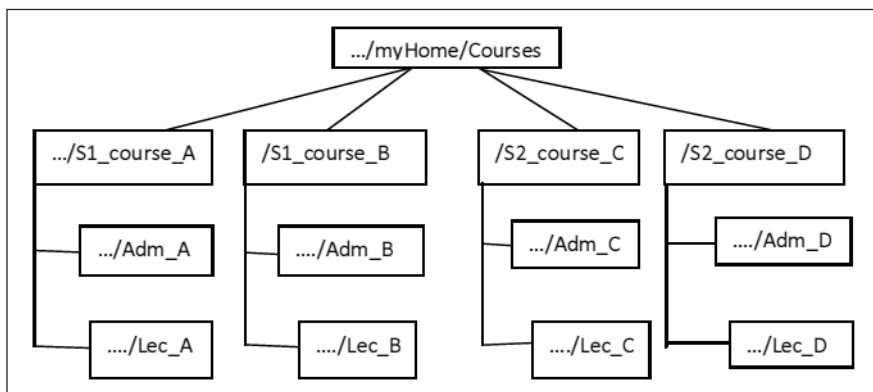 .../myHome/Courses
.../S1_course_A
/S1_course_B
/S2_course_C
/S2_course_D
.../Adm_A
..../Adm_B
.../Adm_C
..../Adm_D
..../Lec_A
..../Lec_B
..../Lec_C
.../Lec_D